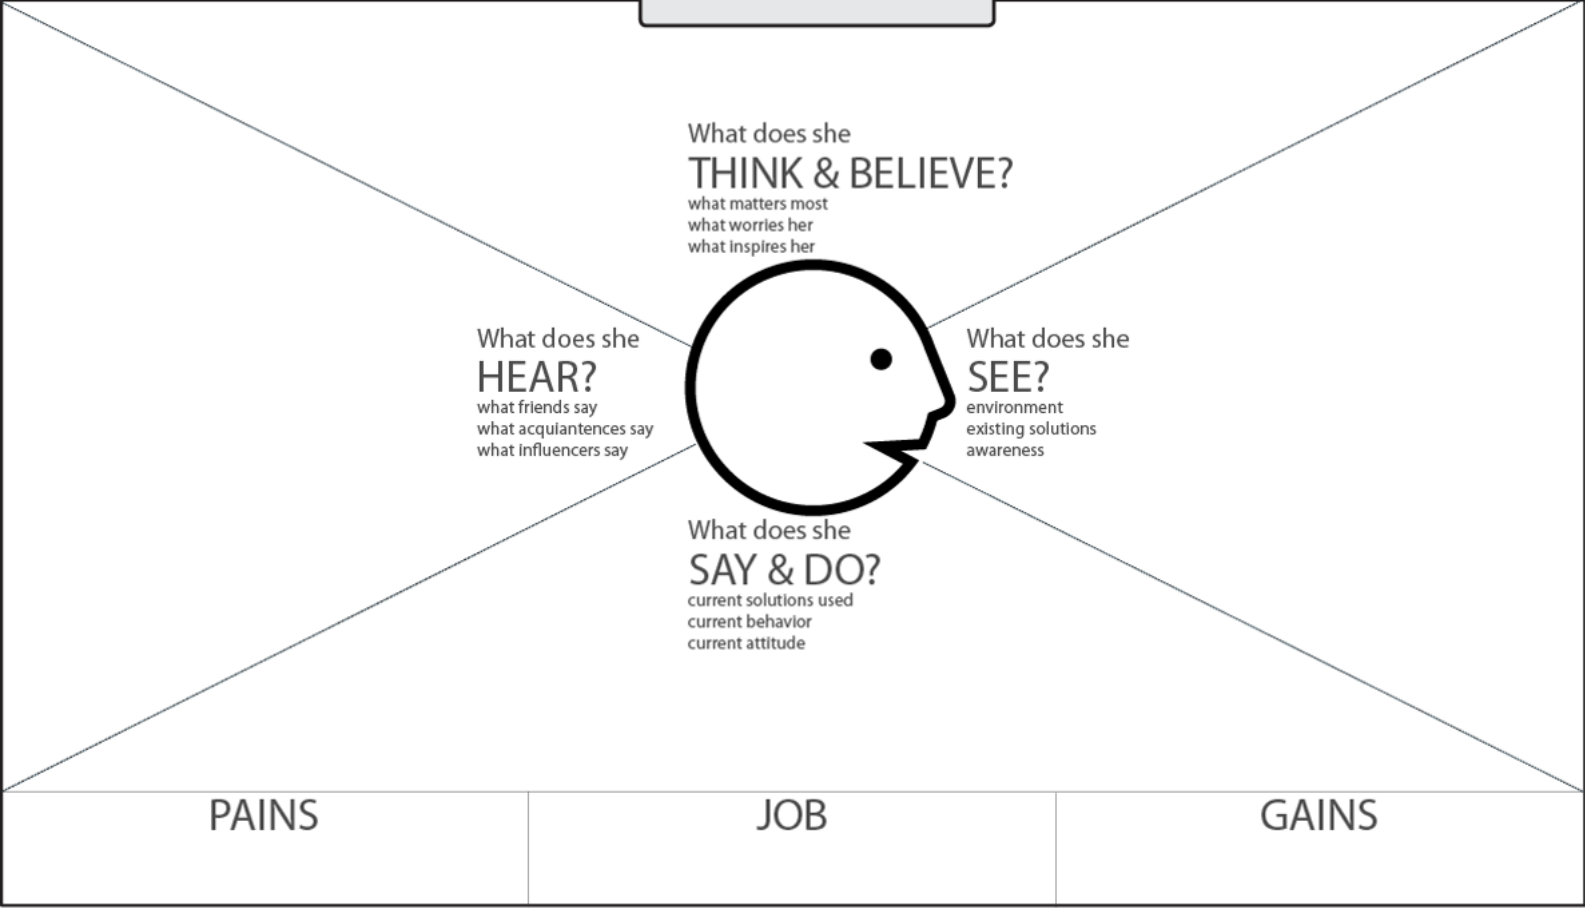 What does she
THINK & BELIEVE?
what matters most
what worries her
what inspires her
What does she
HEAR?
what friends say
what acquiantences say
what influencers say
What does she
SEE?
environment
existing solutions
awareness
What does she
SAY & DO?
current solutions used
current behavior
current attitude
PAINS
JOB
GAINS